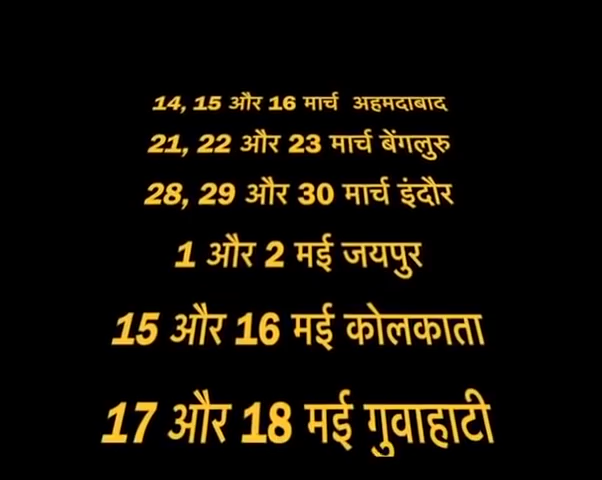 14, 15 और 16 मार्च अहमदाबाद
21, 22 और 23 मार्च बेंगलुरु
28, 29 और 30 मार्च इंदौर
1 और 2 मई जयपुर
15 और 16 मई कोलकाता
17 और 18 मई गुवाहाटी